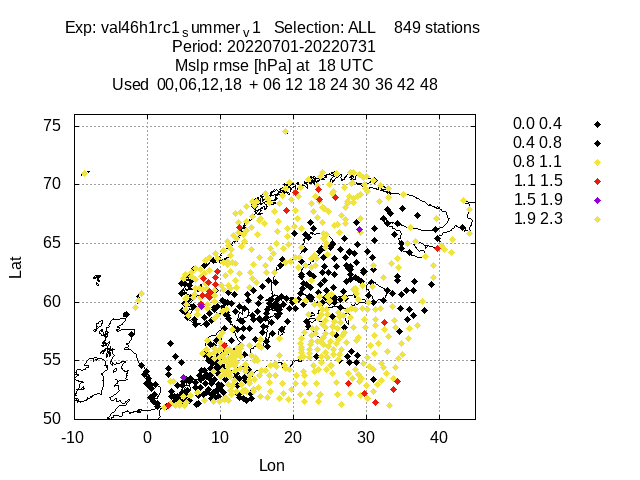 Exp: val46h1rc1summerv1 Selection: ALL 849 stations
Period: 20220701-20220731
Mslp rmse [hPa] at 18 UTC
Used 00,06,12,18 + 06 12 18 24 30 36 42 48
0.0 0.4
0.4 0.8
0.8 1.1
1.1 1.5
1.5 1.9
1.9 2.3
75
70
65
60
55
50
Lat
-10 0 10 20 30 40
Lon